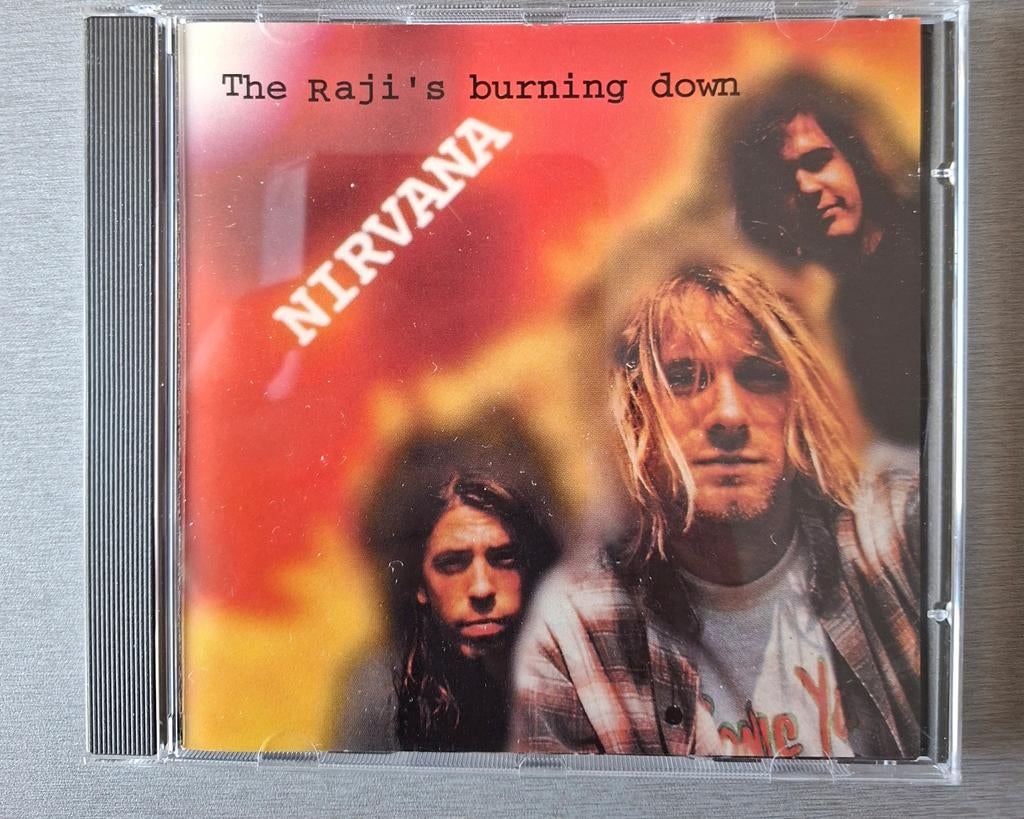 The Raji's burning down
NIRVANA